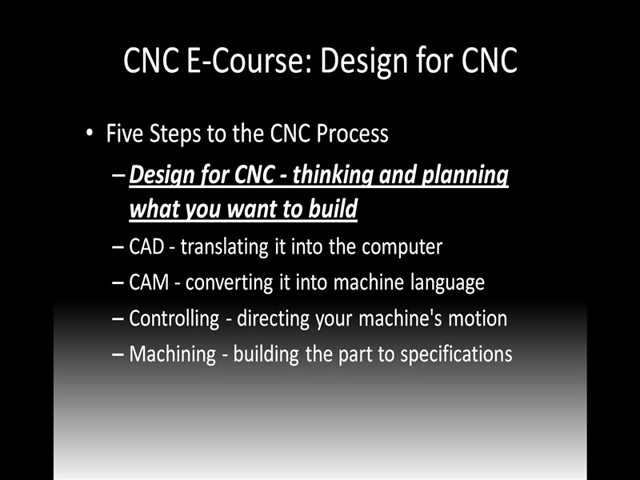 CNC E-Course: Design for CNC
• Five Steps to the CNC Process
– Design for CNC - thinking and planning
what you want to build
– CAD - translating it into the computer
– CAM - converting it into machine language
– Controlling - directing your machine's motion
– Machining - building the part to specifications